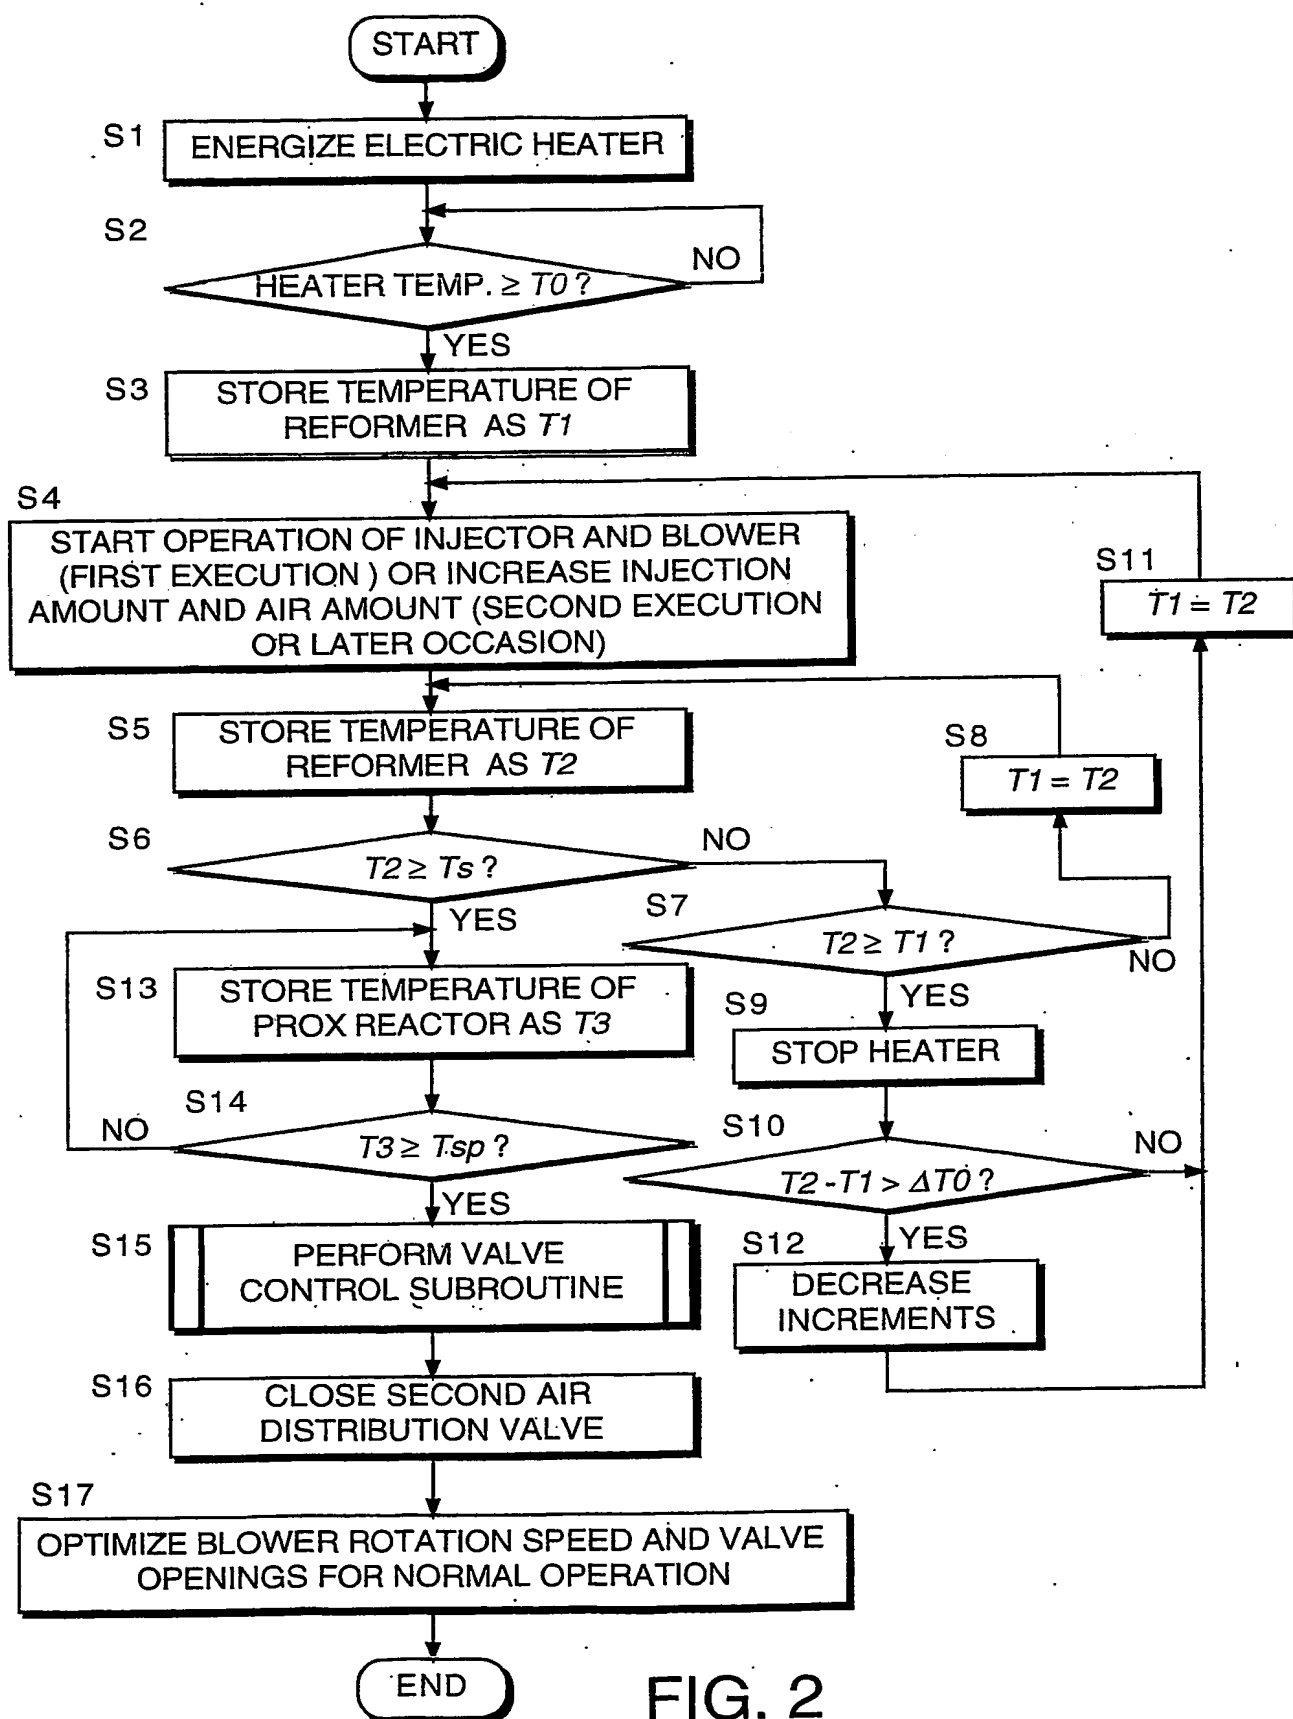 START
S1
ENERGIZE ELECTRIC HEATER
S2
HEATER TEMP. ≥ T0 ?
NO
YES
S3
STORE TEMPERATURE OF
REFORMER AS T1
S4
START OPERATION OF INJECTOR AND BLOWER
(FIRST EXECUTION ) OR INCREASE INJECTION
AMOUNT AND AIR AMOUNT (SECOND EXECUTION
OR LATER OCCASION)
S11
T1 = T2
S5
STORE TEMPERATURE OF
REFORMER AS T2
S8
T1 = T2
S6
T2 ≥ Ts ?
NO
YES
S7
T2 ≥ T1 ?
NO
YES
S13
STORE TEMPERATURE OF
PROX REACTOR AS T3
S9
STOP HEATER
S14
NO
T3 ≥ Tsp ?
YES
S10
T2 - T1 > ΔT0 ?
NO
YES
S15
PERFORM VALVE
CONTROL SUBROUTINE
S12
DECREASE
INCREMENTS
S16
CLOSE SECOND AIR
DISTRIBUTION VALVE
S17
OPTIMIZE BLOWER ROTATION SPEED AND VALVE
OPENINGS FOR NORMAL OPERATION
END
FIG. 2